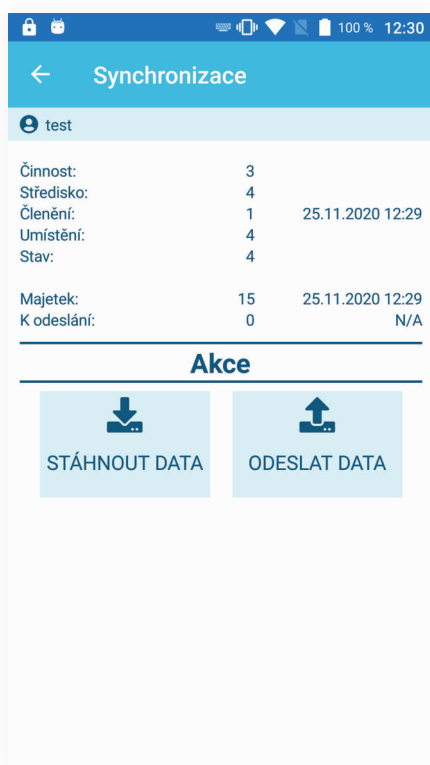 100 % 12:30
Synchronizace
test
Činnost: 3
Středisko: 4
Členění: 1 25.11.2020 12:29
Umístění: 4
Stav: 4
Majetek: 15 25.11.2020 12:29
K odeslání: 0 N/A
Akce
STÁHNOUT DATA ODESLAT DATA